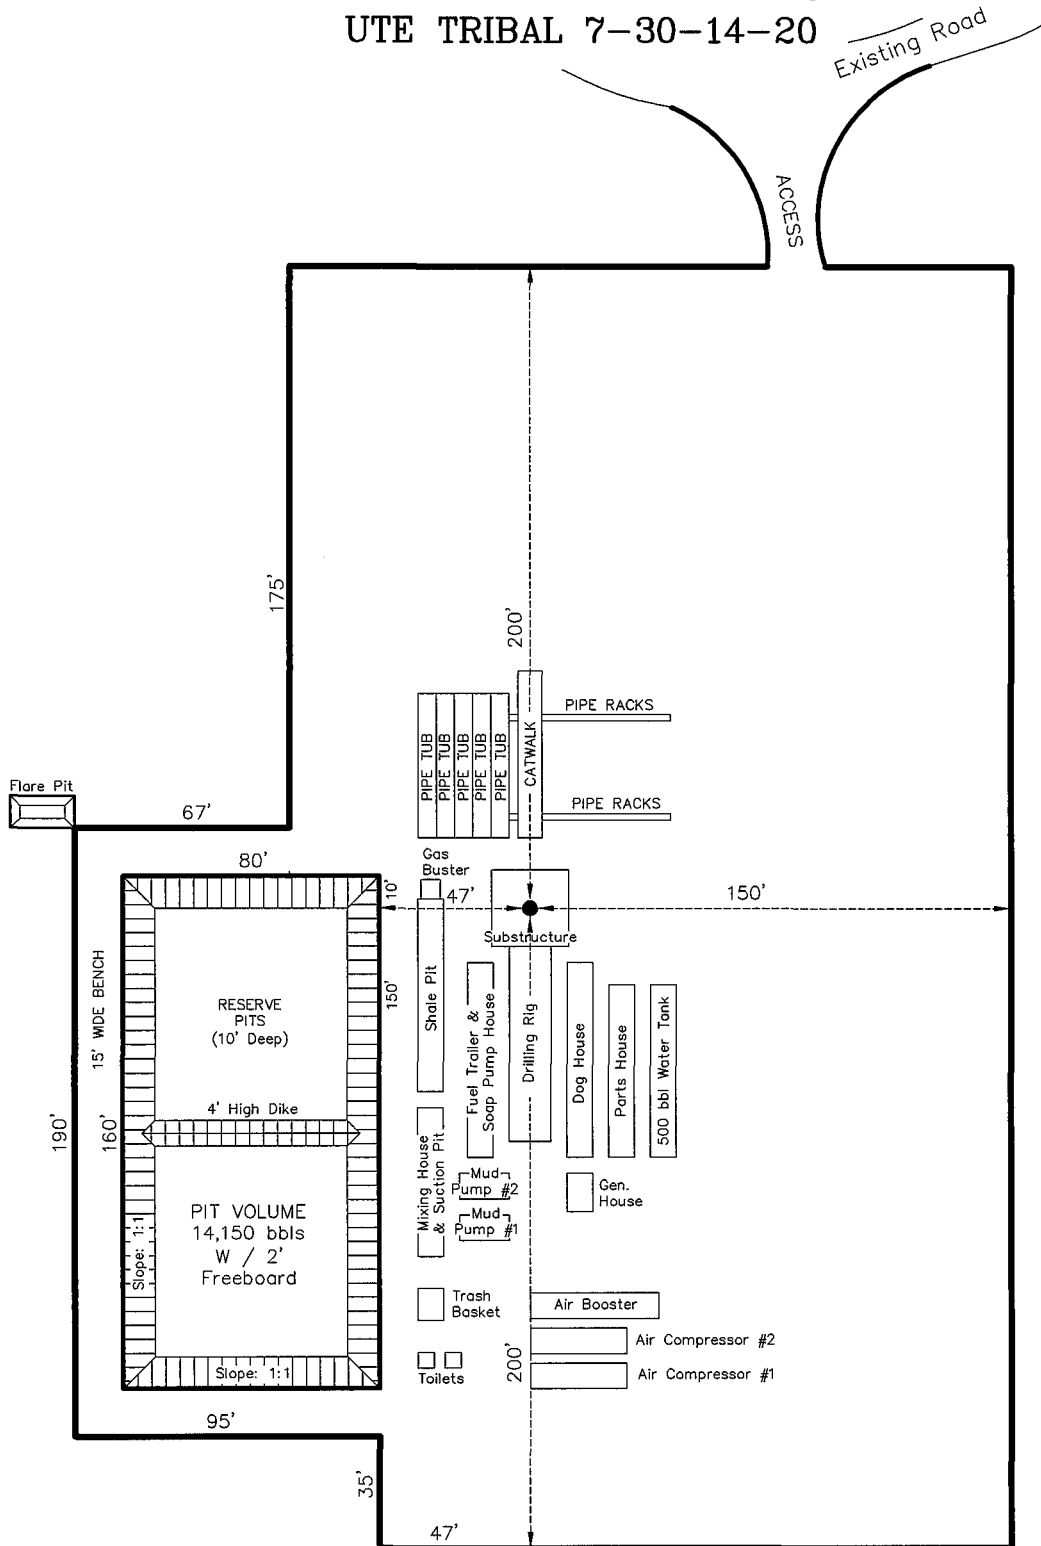 UTE TRIBAL 7-30-14-20
Existing Road
ACCESS
175'
200'
PIPE TUB
PIPE TUB
PIPE TUB
PIPE TUB
PIPE TUB
CATWALK
PIPE RACKS
PIPE RACKS
Flare Pit
67'
80'
Gas
Buster
10'
47'
150'
Substructure
15' WIDE BENCH
190'
160'
150'
RESERVE
PITS
(10' Deep)
4' High Dike
PIT VOLUME
14,150 bbls
W / 2'
Freeboard
Slope: 1:1
Slope: 1:1
Shale Pit
Mixing House
& Suction Pit
Fuel Trailer &
Soap Pump House
Drilling Rig
Dog House
Parts House
500 bbl Water Tank
Mud
Pump #2
Mud
Pump #1
Gen.
House
Trash
Basket
Toilets
Air Booster
Air Compressor #2
Air Compressor #1
200'
95'
35'
47'